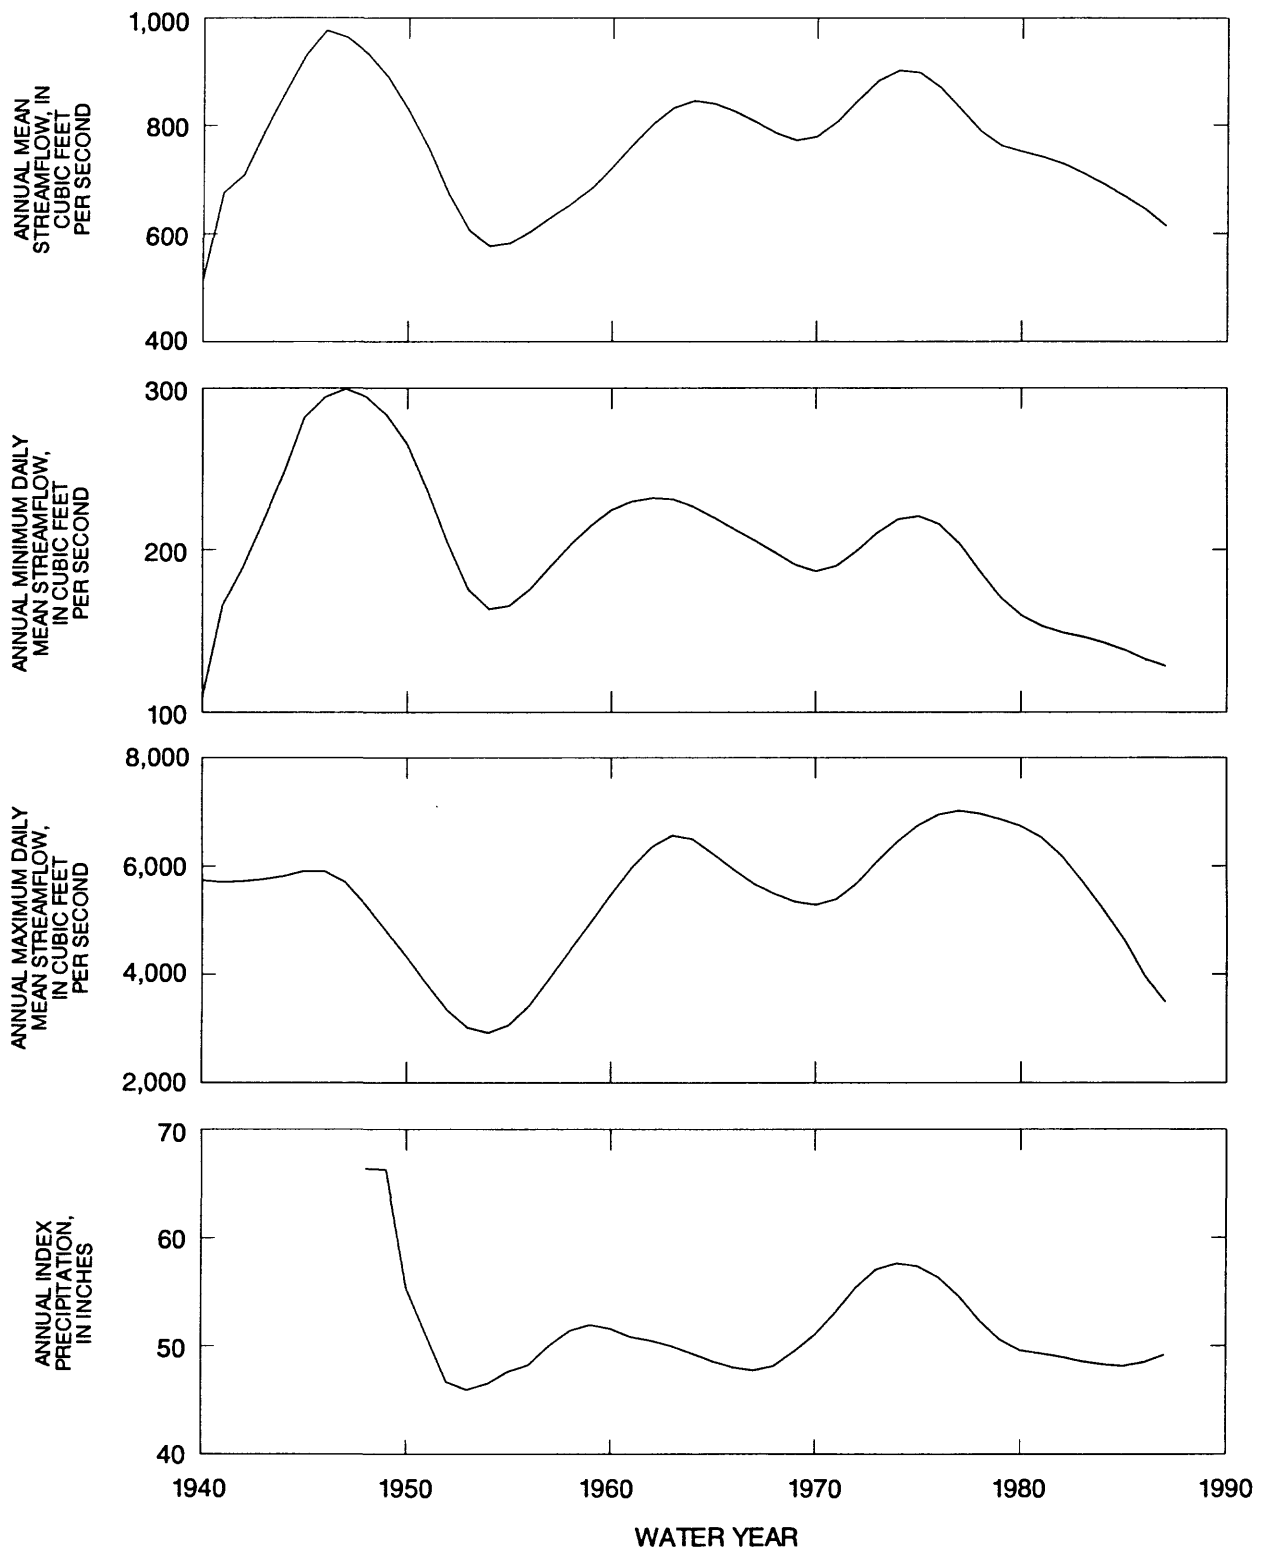 ANNUAL MEAN
STREAMFLOW, IN
CUBIC FEET
PER SECOND
1,000
800
600
400
ANNUAL MINIMUM DAILY
MEAN STREAMFLOW,
IN CUBIC FEET
PER SECOND
300
200
100
ANNUAL MAXIMUM DAILY
MEAN STREAMFLOW,
IN CUBIC FEET
PER SECOND
8,000
6,000
4,000
2,000
ANNUAL INDEX
PRECIPITATION,
IN INCHES
70
60
50
40
1940 1950 1960 1970 1980 1990
WATER YEAR